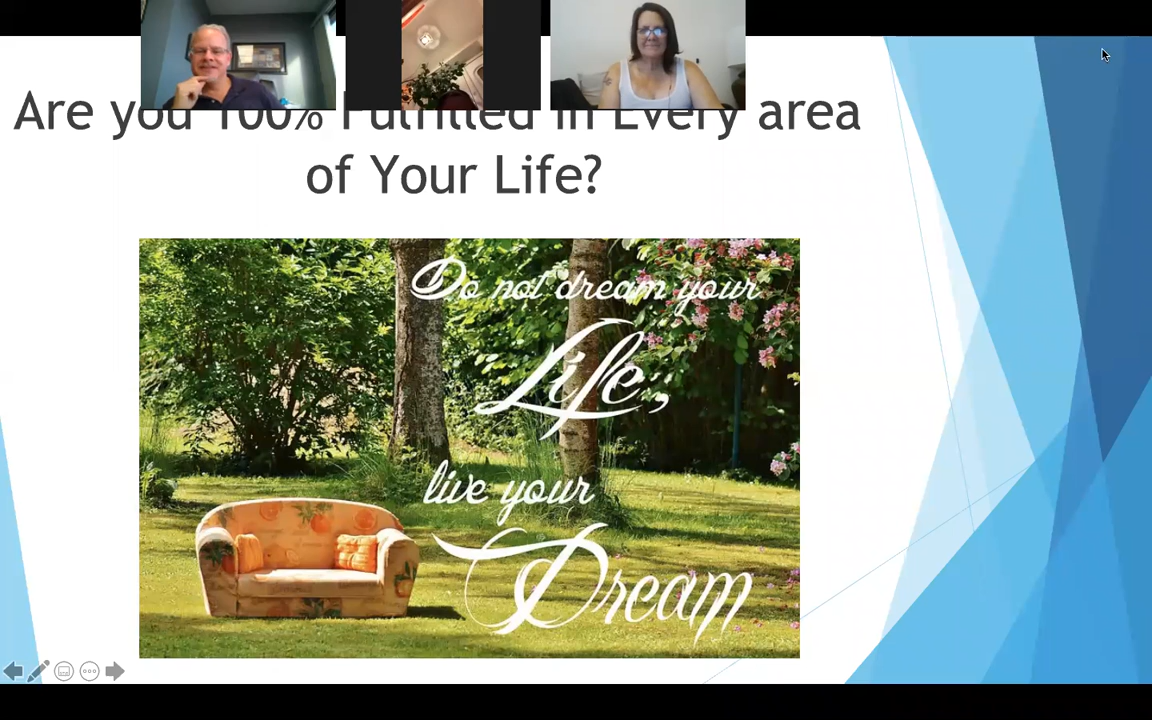 Are you 100% Fulfilled in Every area
of Your Life?
Do not dream your
Life,
live your
Dream